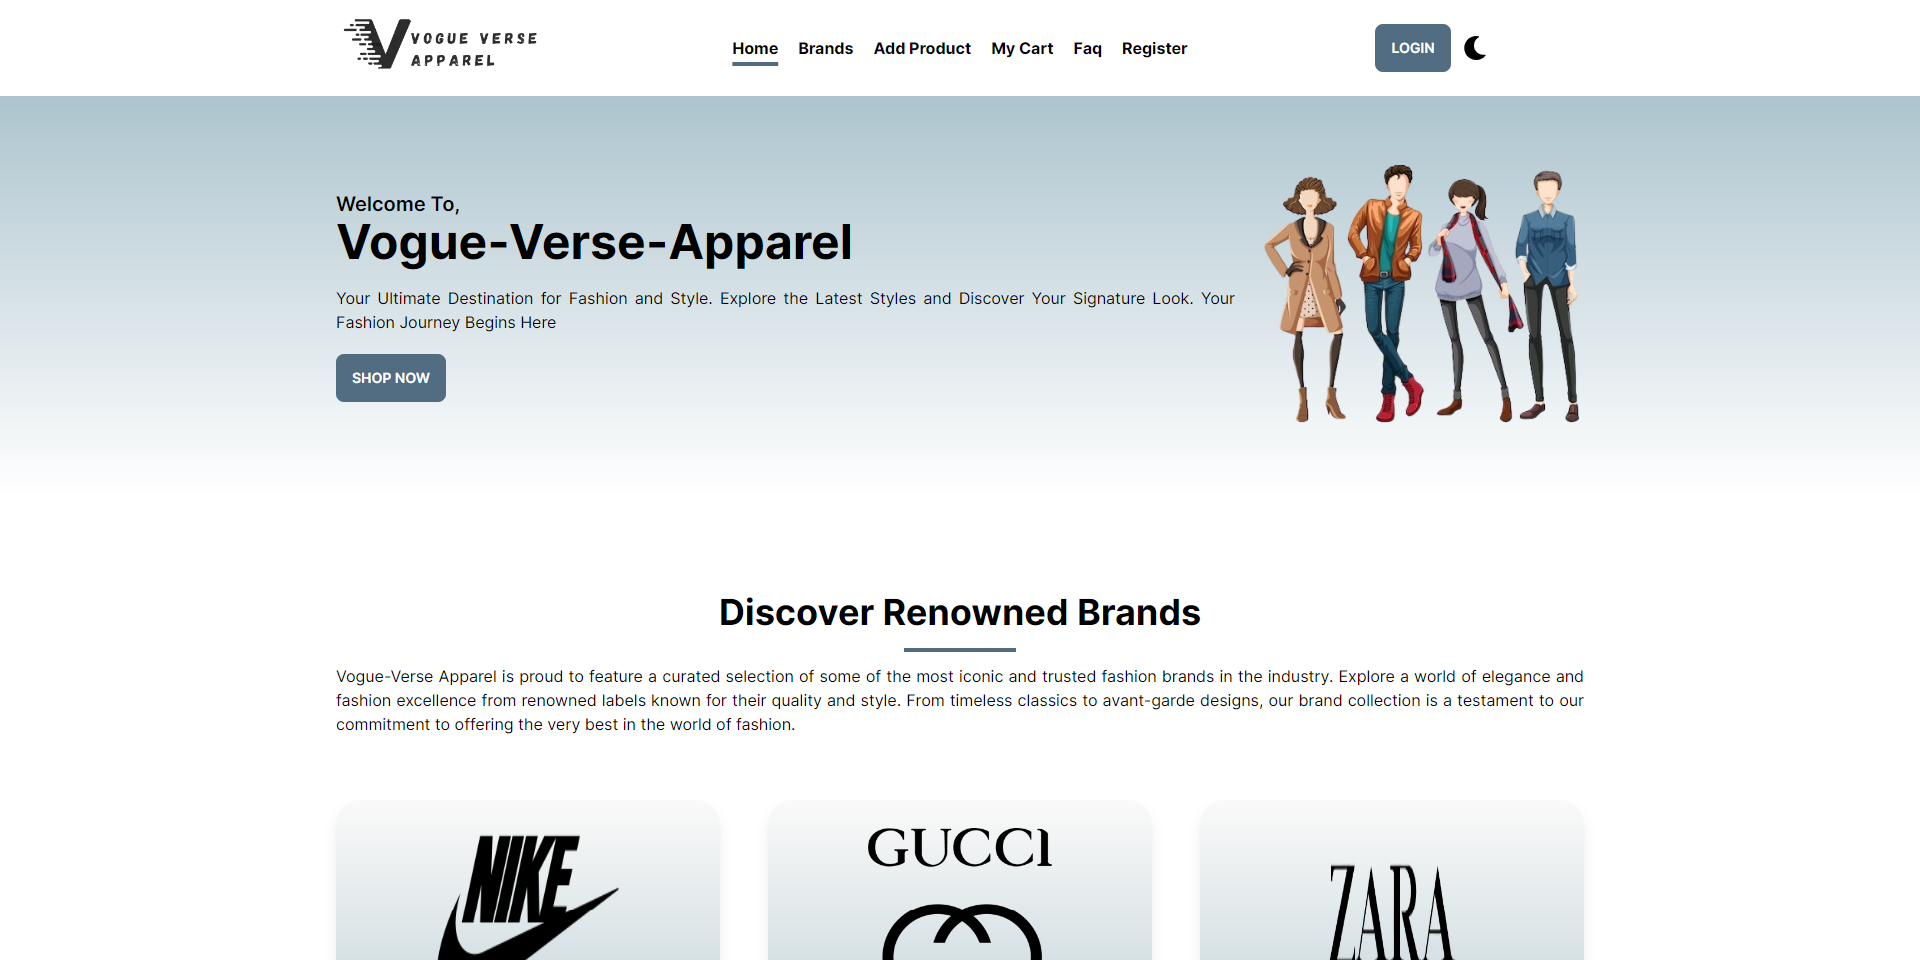 VOGUE VERSE
APPAREL
Home Brands Add Product My Cart Faq Register
LOGIN
Welcome To,
Vogue-Verse-Apparel
Your Ultimate Destination for Fashion and Style. Explore the Latest Styles and Discover Your Signature Look. Your
Fashion Journey Begins Here
SHOP NOW
Discover Renowned Brands
Vogue-Verse Apparel is proud to feature a curated selection of some of the most iconic and trusted fashion brands in the industry. Explore a world of elegance and
fashion excellence from renowned labels known for their quality and style. From timeless classics to avant-garde designs, our brand collection is a testament to our
commitment to offering the very best in the world of fashion.
NIKE
GUCCI
ZARA